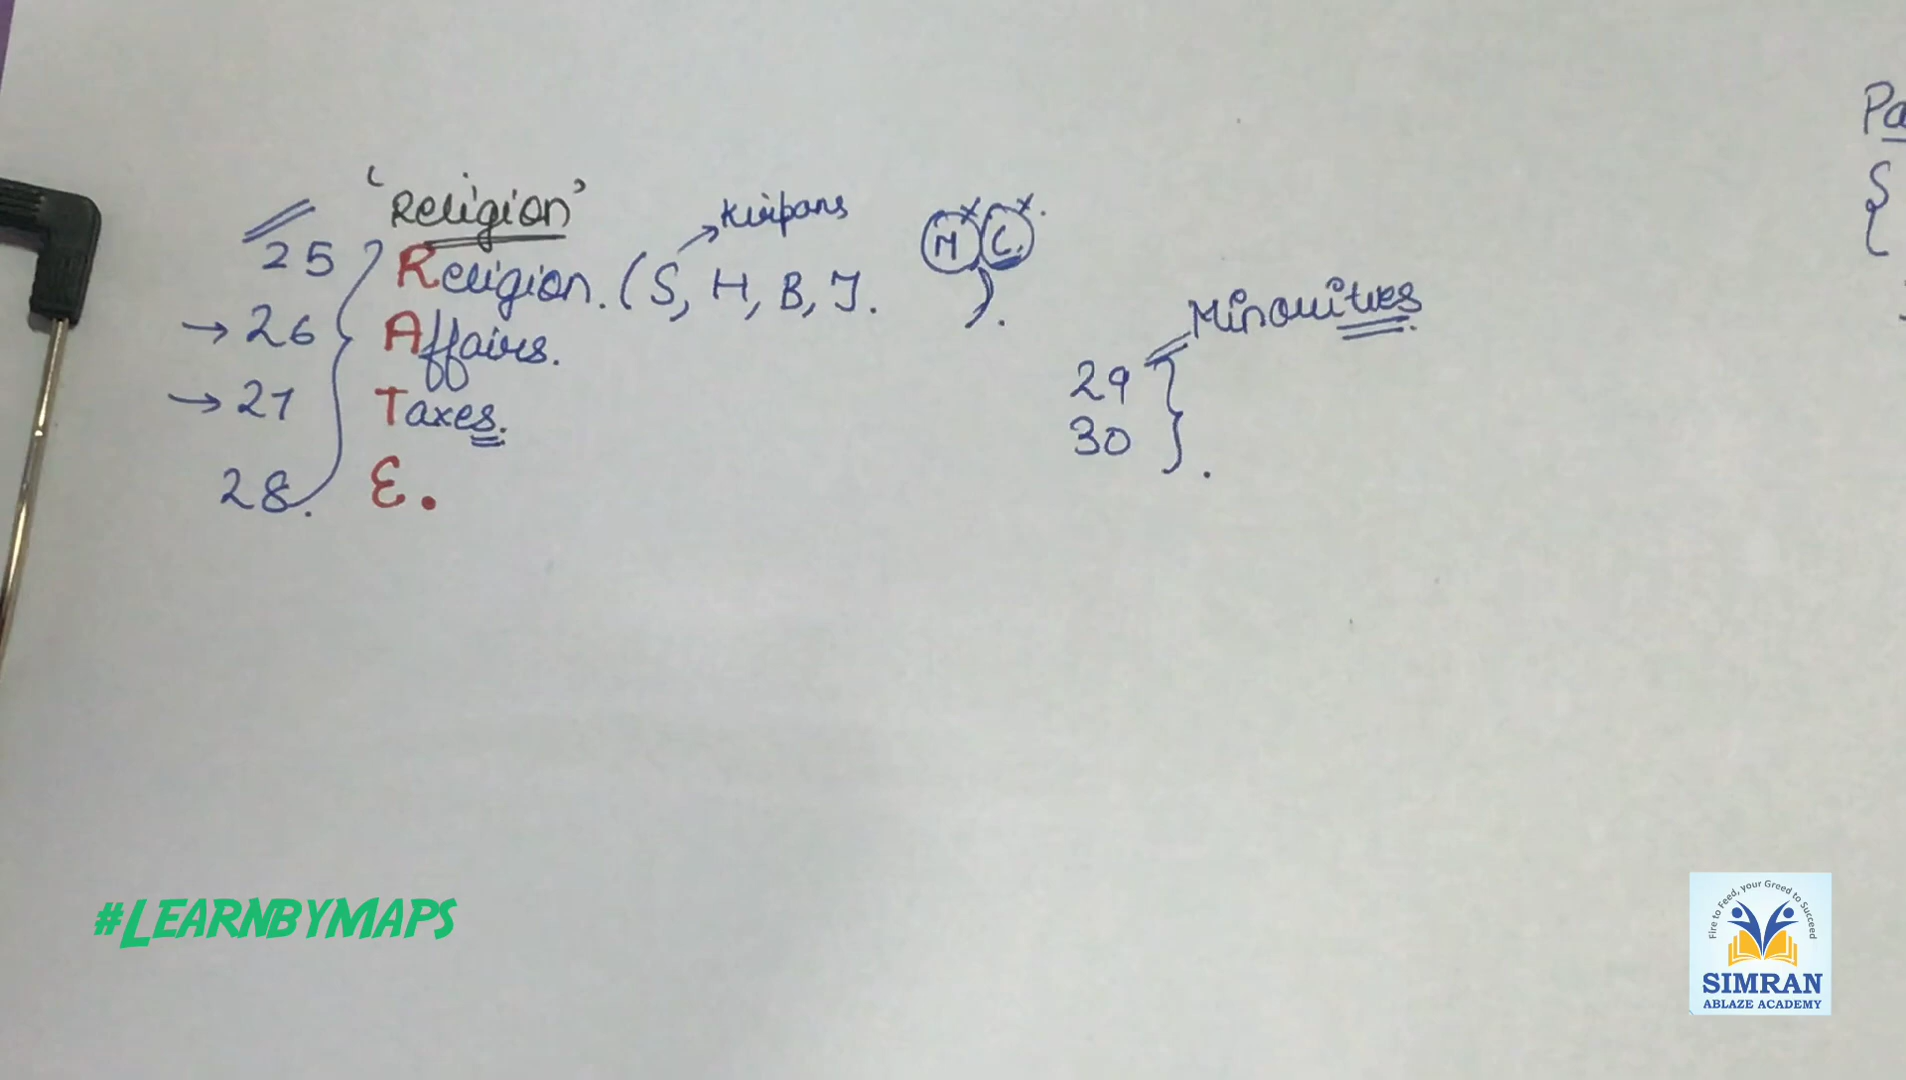 'Religion'
Kirpans
25 Religion. (S, H, B, J. M C ).
→ 26 Affairs.
→ 27 Taxes.
28. E.
Minorities
29
30
Pa
#LEARNBYMAPS
Fire to Feed, your Greed to Succeed
SIMRAN
ABLAZE ACADEMY